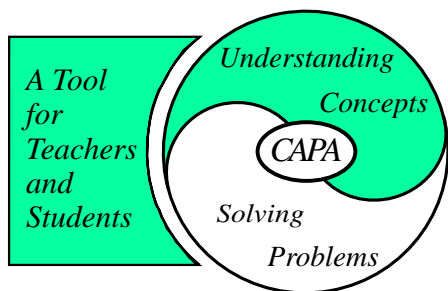 A Tool
for
Teachers
and
Students
Understanding
Concepts
CAPA
Solving
Problems